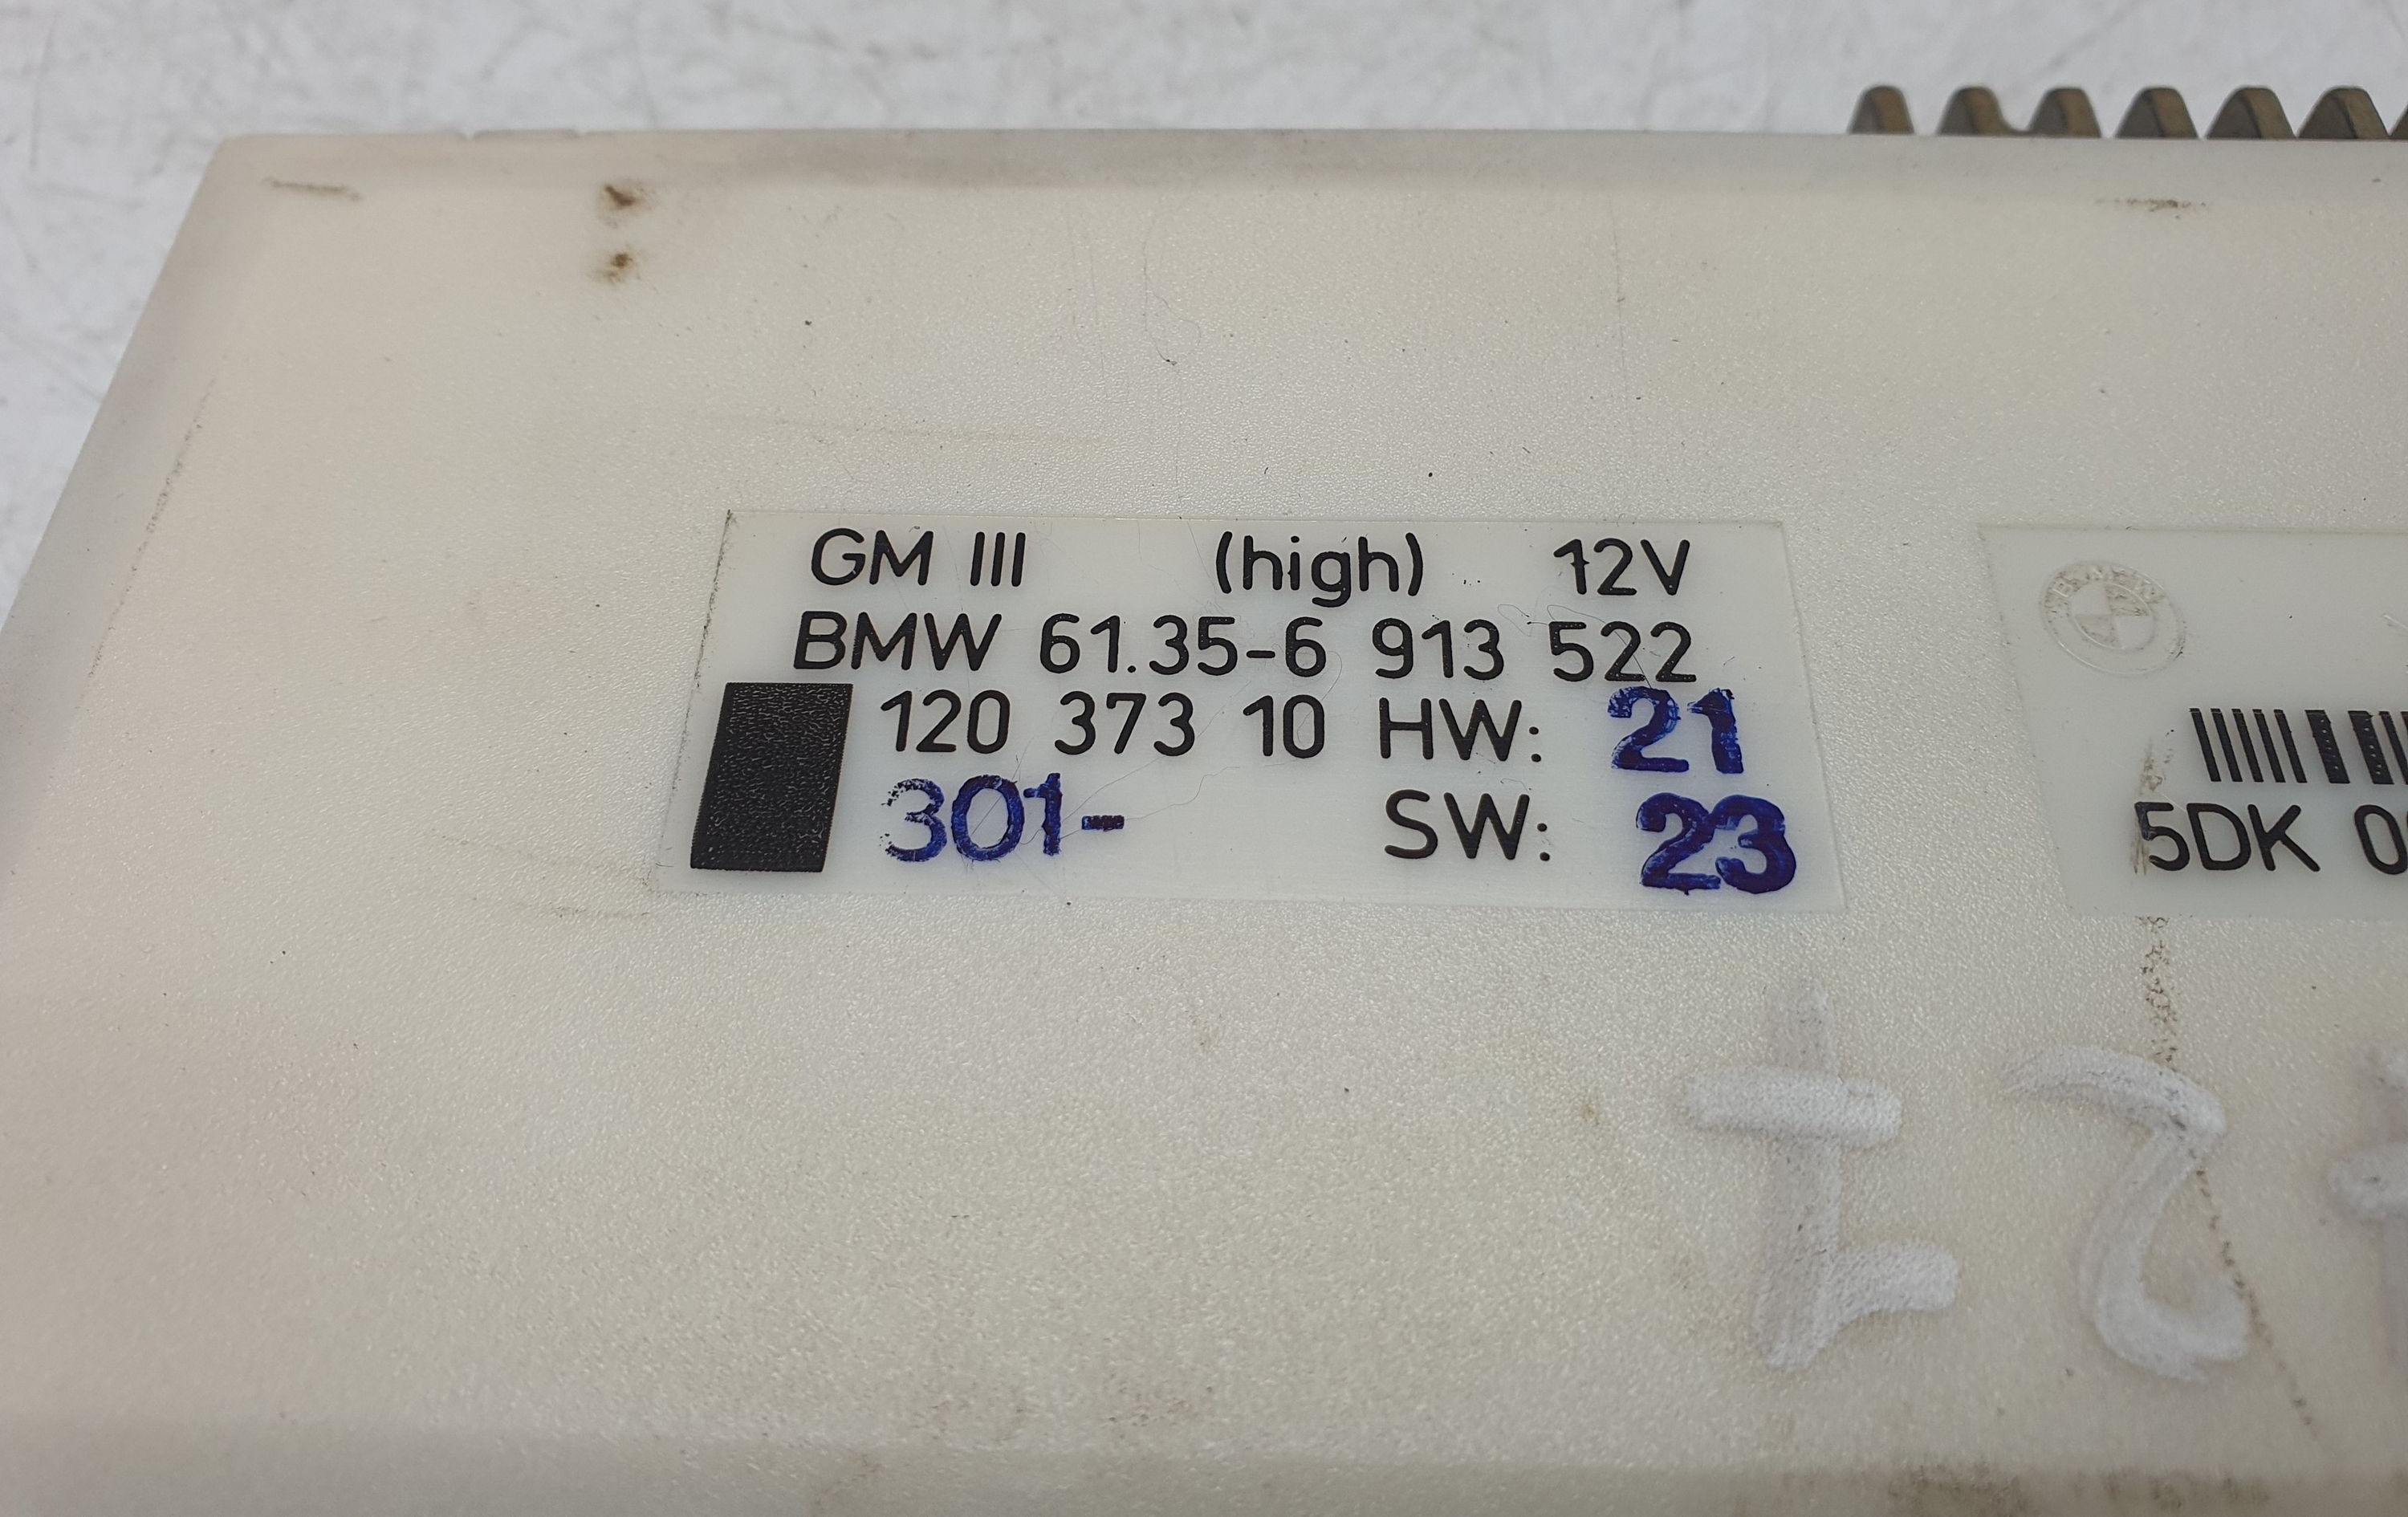 GM III (high) 12V
BMW 61.35-6 913 522
120 373 10 HW: 21
301- SW: 23
5DK 0